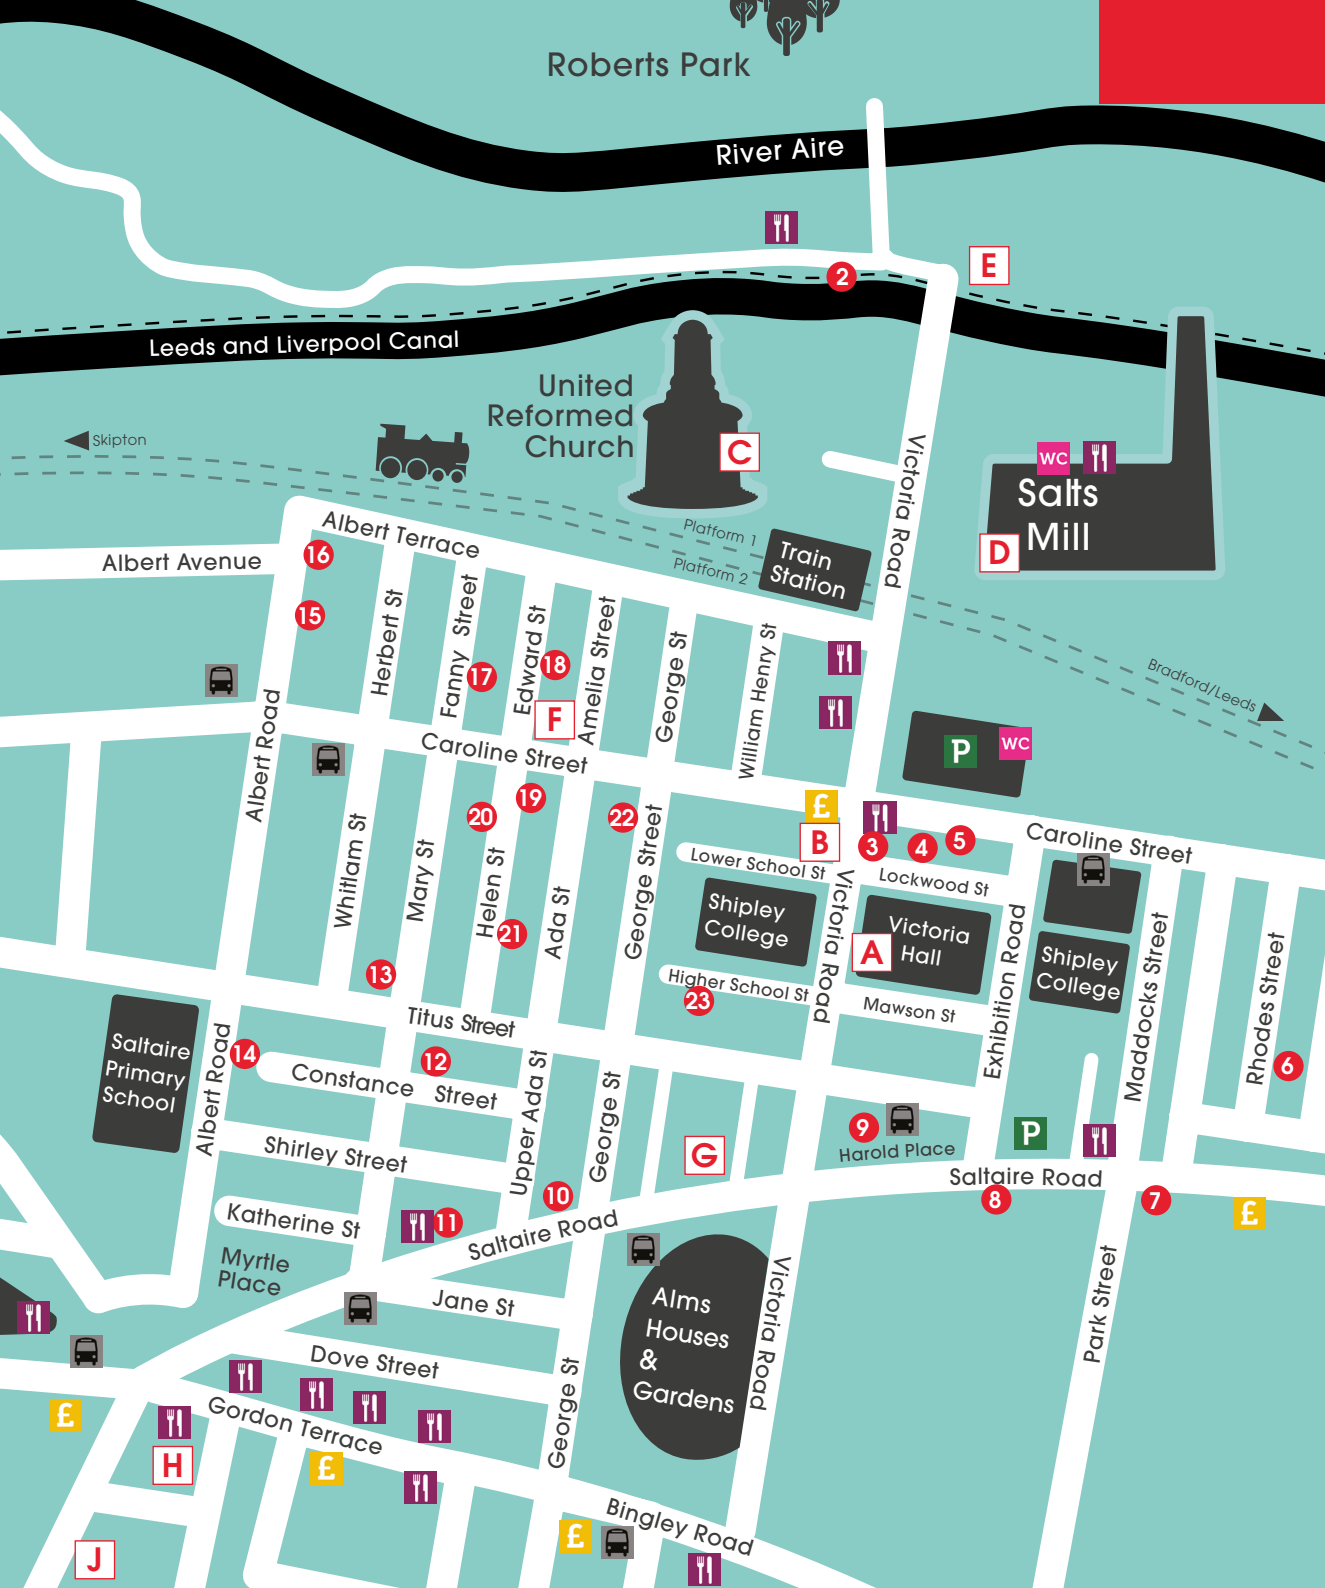 Roberts Park
River Aire
E
2
Leeds and Liverpool Canal
United
Reformed
Church
C
Skipton
Victoria Road
WC
Salts
Mill
D
Platform 1
Platform 2
Train
Station
Albert Terrace
Albert Avenue
16
15
Herbert St
Fanny Street
17
Edward St
18
F
Amelia Street
George St
William Henry St
Bradford/Leeds
P
WC
Albert Road
Caroline Street
£
B
3
4
5
Caroline Street
19
20
22
Lower School St
Lockwood St
Whitlam St
Mary St
Helen St
21
Ada St
George Street
Shipley
College
Victoria Road
A
Victoria
Hall
Exhibition Road
Shipley
College
Maddocks Street
Rhodes Street
6
13
Higher School St
23
Mawson St
Titus Street
Saltaire
Primary
School
14
Albert Road
12
Constance Street
Upper Ada St
George St
Shirley Street
G
9
Harold Place
P
Saltaire Road
8
7
£
10
11
Katherine St
Saltaire Road
Myrtle
Place
Jane St
Alms
Houses
&
Gardens
Victoria Road
Park Street
Dove Street
George St
£
Gordon Terrace
H
£
Bingley Road
£
J